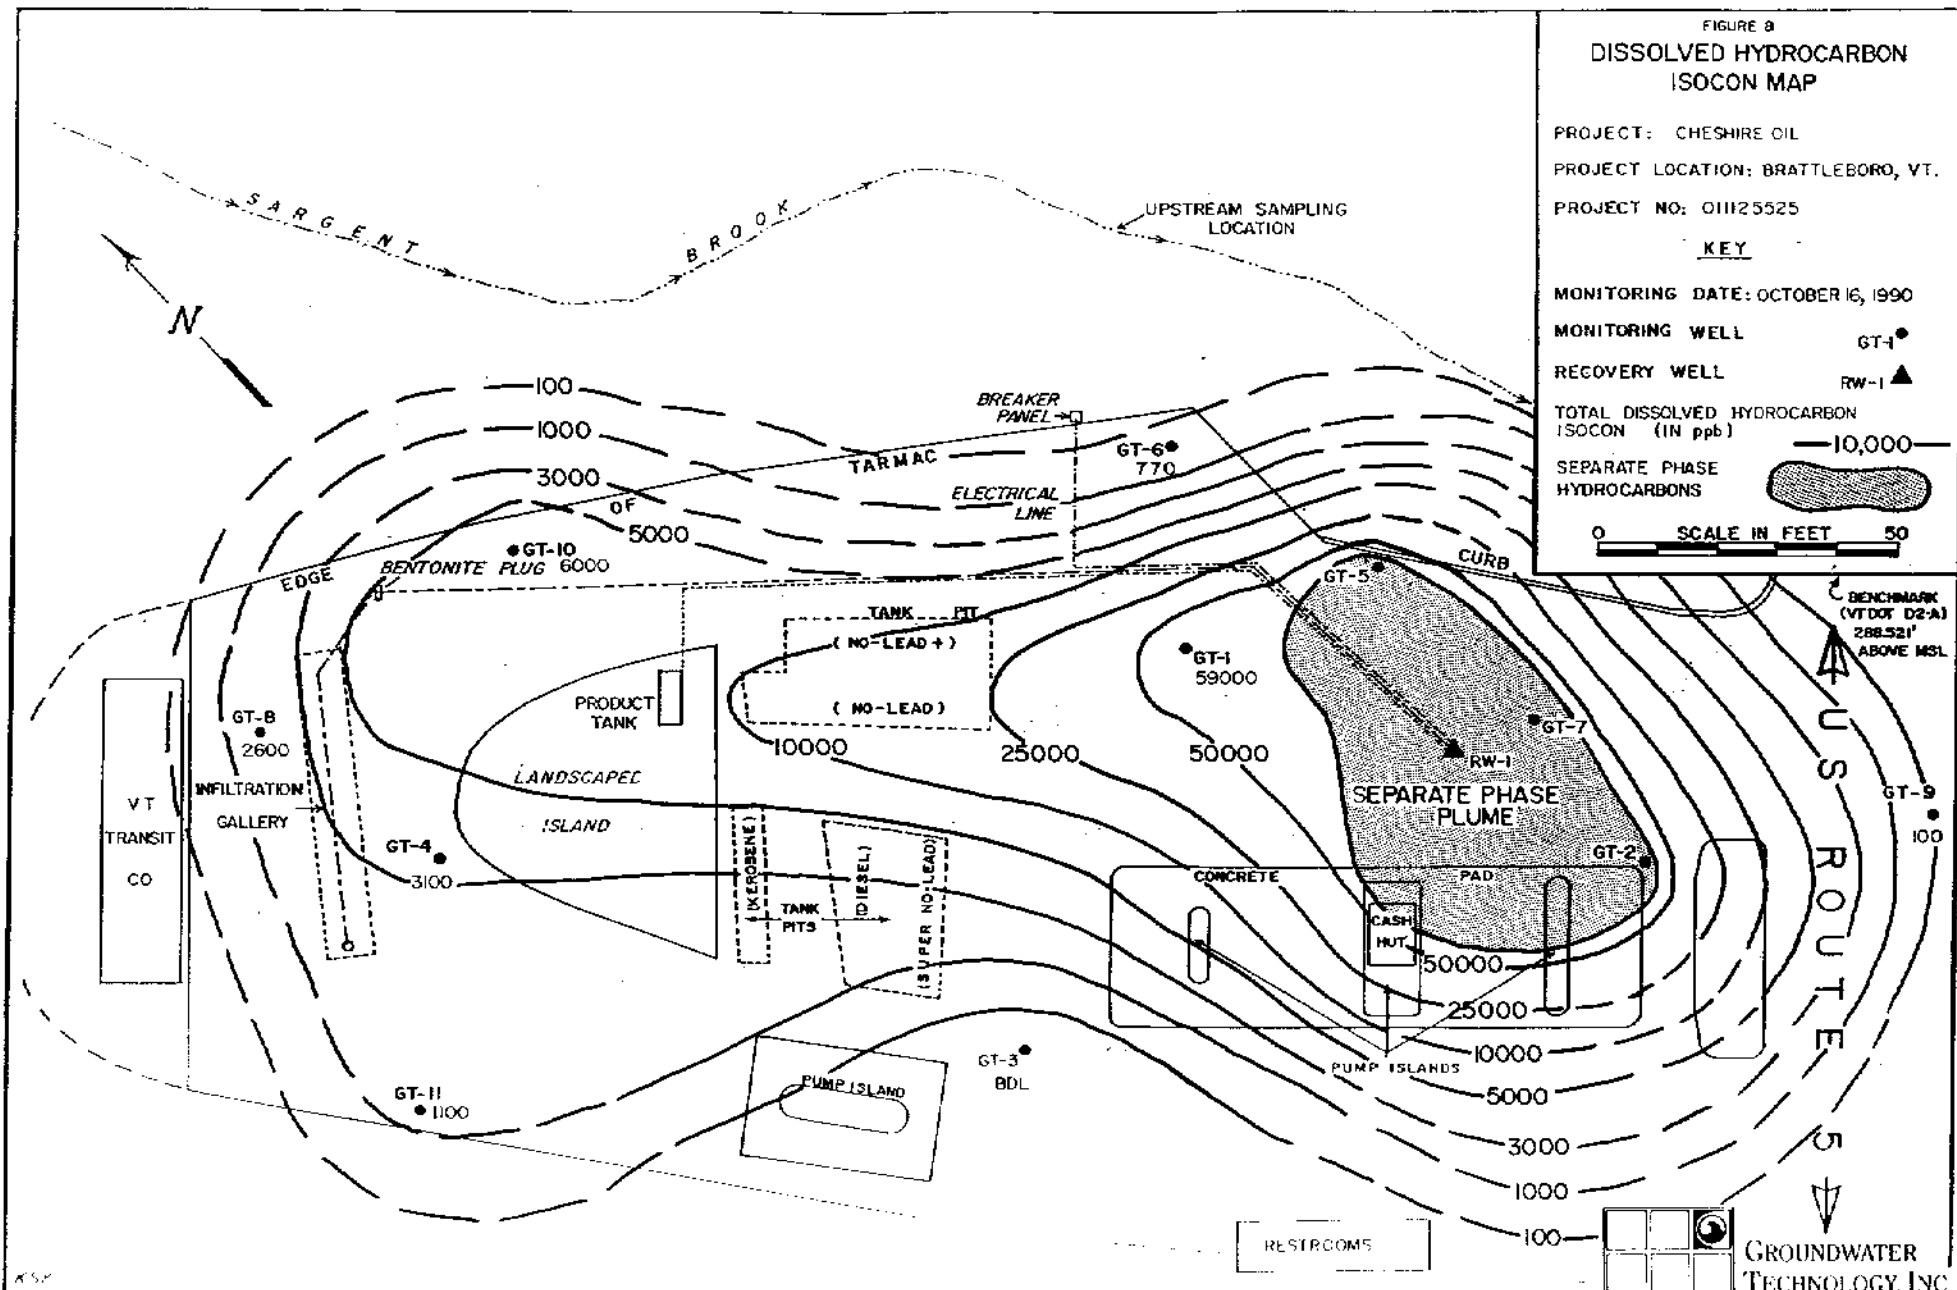 FIGURE 8
DISSOLVED HYDROCARBON
ISOCON MAP
PROJECT: CHESHIRE OIL
PROJECT LOCATION: BRATTLEBORO, VT.
PROJECT NO: 011125525
KEY
MONITORING DATE: OCTOBER 16, 1990
MONITORING WELL GT-1
RECOVERY WELL RW-1
TOTAL DISSOLVED HYDROCARBON
ISOCON (IN ppb)
10,000
SEPARATE PHASE
HYDROCARBONS
0 SCALE IN FEET 50
SARGENT BROOK
UPSTREAM SAMPLING
LOCATION
N
100
1000
3000
5000
BREAKER
PANEL
EDGE OF TARMAC
ELECTRICAL
LINE
GT-6
770
GT-10
6000
BENTONITE PLUG
GT-5
CURB
BENCHMARK
(VTDOT D2-A)
288.521'
ABOVE MSL
TANK PIT
(NO-LEAD+)
(NO-LEAD)
GT-1
59000
PRODUCT
TANK
GT-8
2600
10000
25000
50000
GT-7
RW-1
SEPARATE PHASE
PLUME
US ROUTE 5
GT-9
100
INFILTRATION
GALLERY
VT
TRANSIT
CO
LANDSCAPED
ISLAND
GT-4
3100
(KEROSENE)
TANK
PITS
(DIESEL)
(SUPER NO-LEAD)
CONCRETE PAD
GT-2
CASH
HUT
50000
25000
10000
5000
3000
1000
100
PUMP ISLANDS
GT-3
BDL
PUMP ISLAND
GT-11
1100
RESTROOMS
GROUNDWATER
TECHNOLOGY, INC
KSK